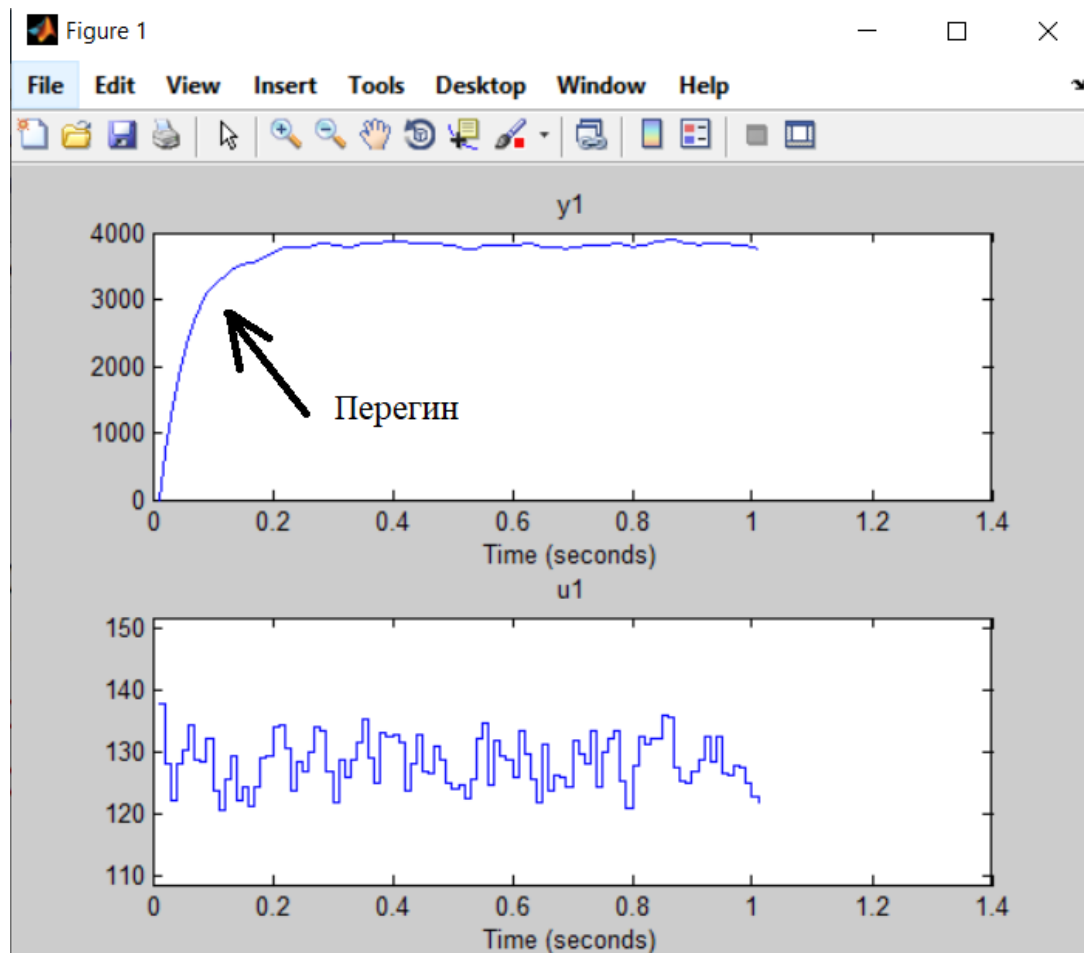 Figure 1
File Edit View Insert Tools Desktop Window Help
y1
4000
3000
2000
1000
0
Перегин
0 0.2 0.4 0.6 0.8 1 1.2 1.4
Time (seconds)
u1
150
140
130
120
110
0 0.2 0.4 0.6 0.8 1 1.2 1.4
Time (seconds)